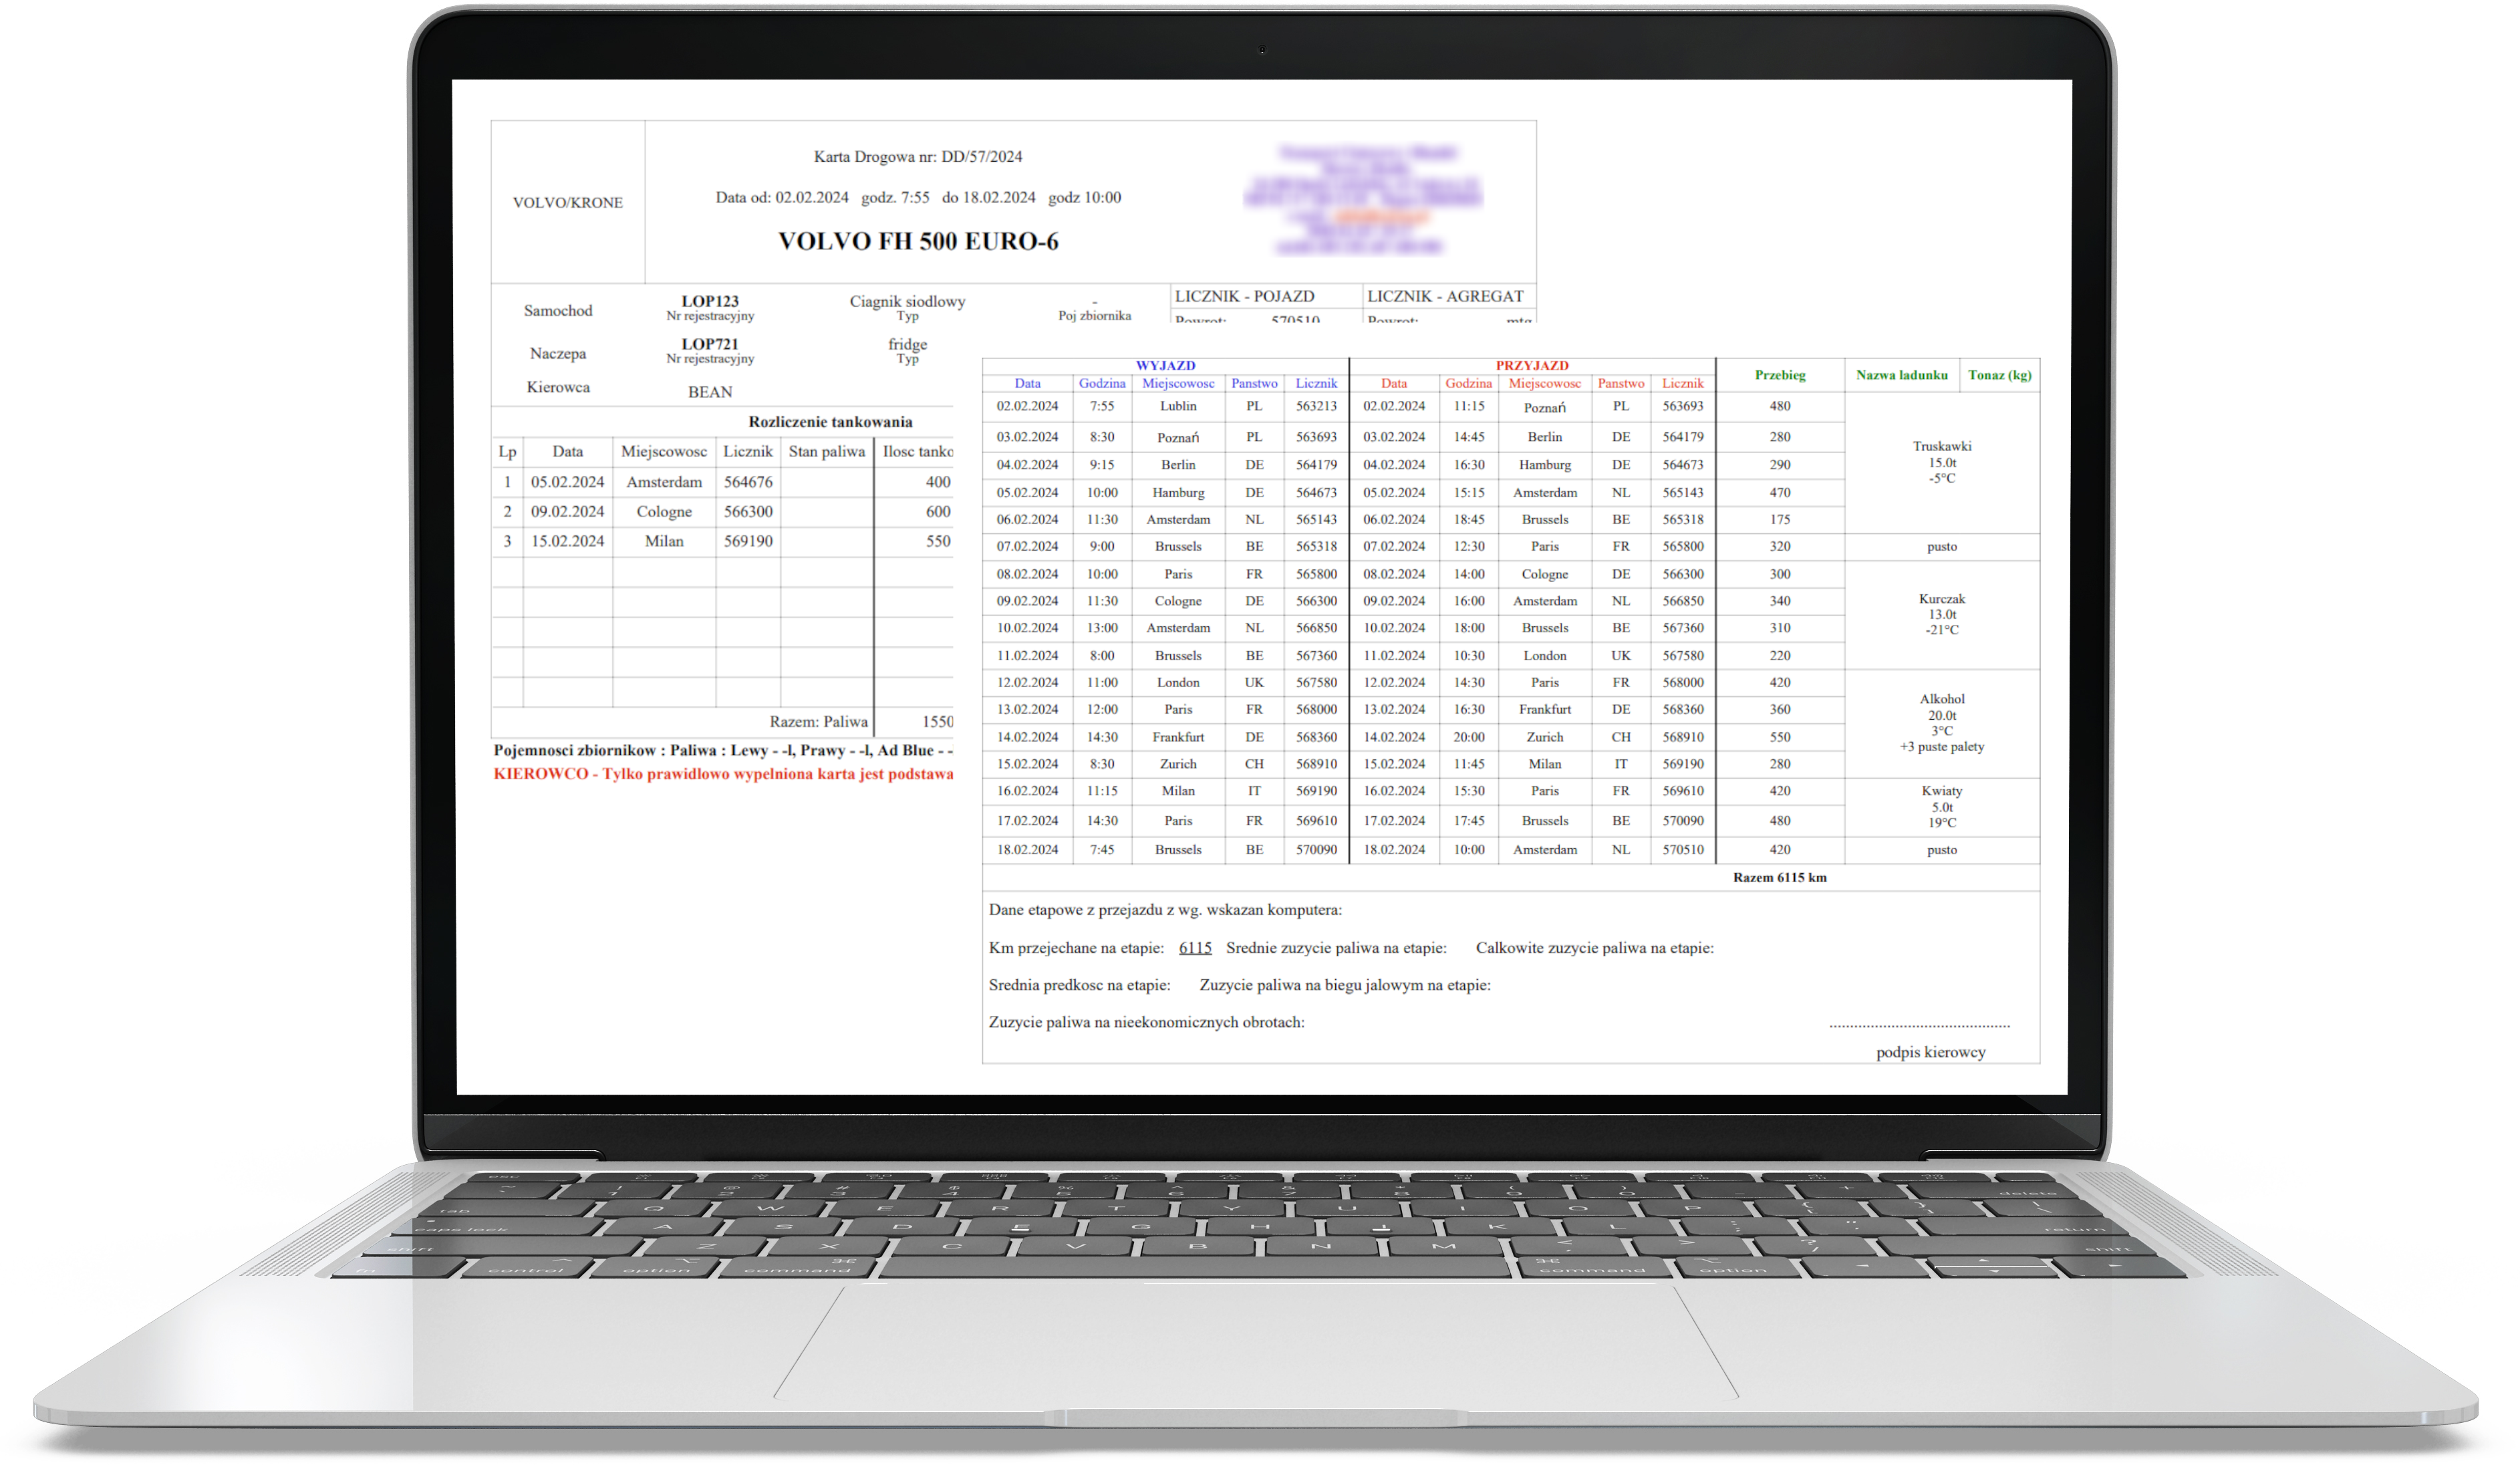 VOLVO/KRONE
Karta Drogowa nr: DD/57/2024
Data od: 02.02.2024 godz. 7:55 do 18.02.2024 godz 10:00
VOLVO FH 500 EURO-6
Samochod LOP123 Ciagnik siodlowy -
Nr rejestracyjny Typ Poj zbiornika
LICZNIK - POJAZD LICZNIK - AGREGAT
Powrot: 570510 Powrot: mtg
Naczepa LOP721 fridge
Nr rejestracyjny Typ
Kierowca BEAN
Rozliczenie tankowania
Lp Data Miejscowosc Licznik Stan paliwa Ilosc tanko
1 05.02.2024 Amsterdam 564676 400
2 09.02.2024 Cologne 566300 600
3 15.02.2024 Milan 569190 550
Razem: Paliwa 1550
Pojemnosci zbiornikow : Paliwa : Lewy - -l, Prawy - -l, Ad Blue - -
KIEROWCO - Tylko prawidlowo wypelniona karta jest podstawa
WYJAZD PRZYJAZD Przebieg Nazwa ladunku Tonaz (kg)
Data Godzina Miejscowosc Panstwo Licznik Data Godzina Miejscowosc Panstwo Licznik
02.02.2024 7:55 Lublin PL 563213 02.02.2024 11:15 Poznań PL 563693 480
03.02.2024 8:30 Poznań PL 563693 03.02.2024 14:45 Berlin DE 564179 280
04.02.2024 9:15 Berlin DE 564179 04.02.2024 16:30 Hamburg DE 564673 290
05.02.2024 10:00 Hamburg DE 564673 05.02.2024 15:15 Amsterdam NL 565143 470
06.02.2024 11:30 Amsterdam NL 565143 06.02.2024 18:45 Brussels BE 565318 175
Truskawki
15.0t
-5°C
07.02.2024 9:00 Brussels BE 565318 07.02.2024 12:30 Paris FR 565800 320 pusto
08.02.2024 10:00 Paris FR 565800 08.02.2024 14:00 Cologne DE 566300 300
09.02.2024 11:30 Cologne DE 566300 09.02.2024 16:00 Amsterdam NL 566850 340
10.02.2024 13:00 Amsterdam NL 566850 10.02.2024 18:00 Brussels BE 567360 310
11.02.2024 8:00 Brussels BE 567360 11.02.2024 10:30 London UK 567580 220
Kurczak
13.0t
-21°C
12.02.2024 11:00 London UK 567580 12.02.2024 14:30 Paris FR 568000 420
13.02.2024 12:00 Paris FR 568000 13.02.2024 16:30 Frankfurt DE 568360 360
14.02.2024 14:30 Frankfurt DE 568360 14.02.2024 20:00 Zurich CH 568910 550
15.02.2024 8:30 Zurich CH 568910 15.02.2024 11:45 Milan IT 569190 280
Alkohol
20.0t
3°C
+3 puste palety
16.02.2024 11:15 Milan IT 569190 16.02.2024 15:30 Paris FR 569610 420
17.02.2024 14:30 Paris FR 569610 17.02.2024 17:45 Brussels BE 570090 480
Kwiaty
5.0t
19°C
18.02.2024 7:45 Brussels BE 570090 18.02.2024 10:00 Amsterdam NL 570510 420 pusto
Razem 6115 km
Dane etapowe z przejazdu z wg. wskazan komputera:
Km przejechane na etapie: 6115 Srednie zuzycie paliwa na etapie: Calkowite zuzycie paliwa na etapie:
Srednia predkosc na etapie: Zuzycie paliwa na biegu jalowym na etapie:
Zuzycie paliwa na nieekonomicznych obrotach:
podpis kierowcy
esc
1 2 3 4 5 6 7 8 9 0 delete
tab Q W E R T Y U I O P
caps lock A S D F G H J K L return
shift Z X C V B N M shift
fn control option command command option